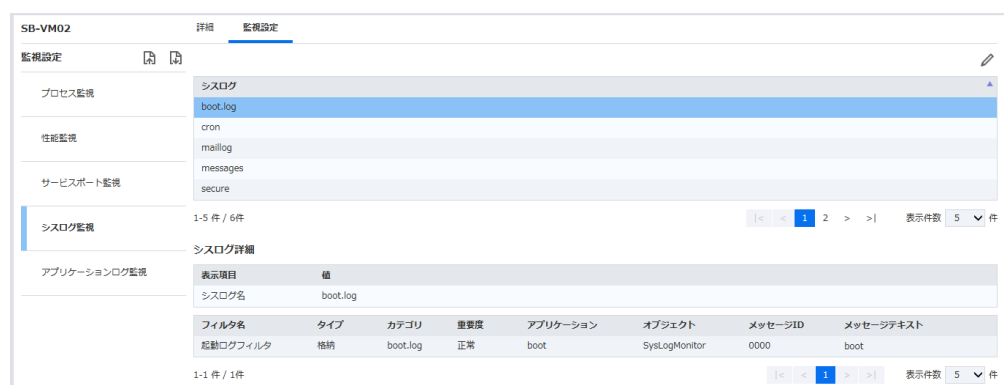 SB-VM02
詳細 監視設定
監視設定
プロセス監視
性能監視
サービスポート監視
シスログ監視
アプリケーションログ監視
シスログ
boot.log
cron
maillog
messages
secure
1-5 件 / 6件 |< < 1 2 > >| 表示件数 5 件
シスログ詳細
表示項目 値
シスログ名 boot.log
フィルタ名 タイプ カテゴリ 重要度 アプリケーション オブジェクト メッセージID メッセージテキスト
起動ログフィルタ 格納 boot.log 正常 boot SysLogMonitor 0000 boot
1-1 件 / 1件 |< < 1 > >| 表示件数 5 件